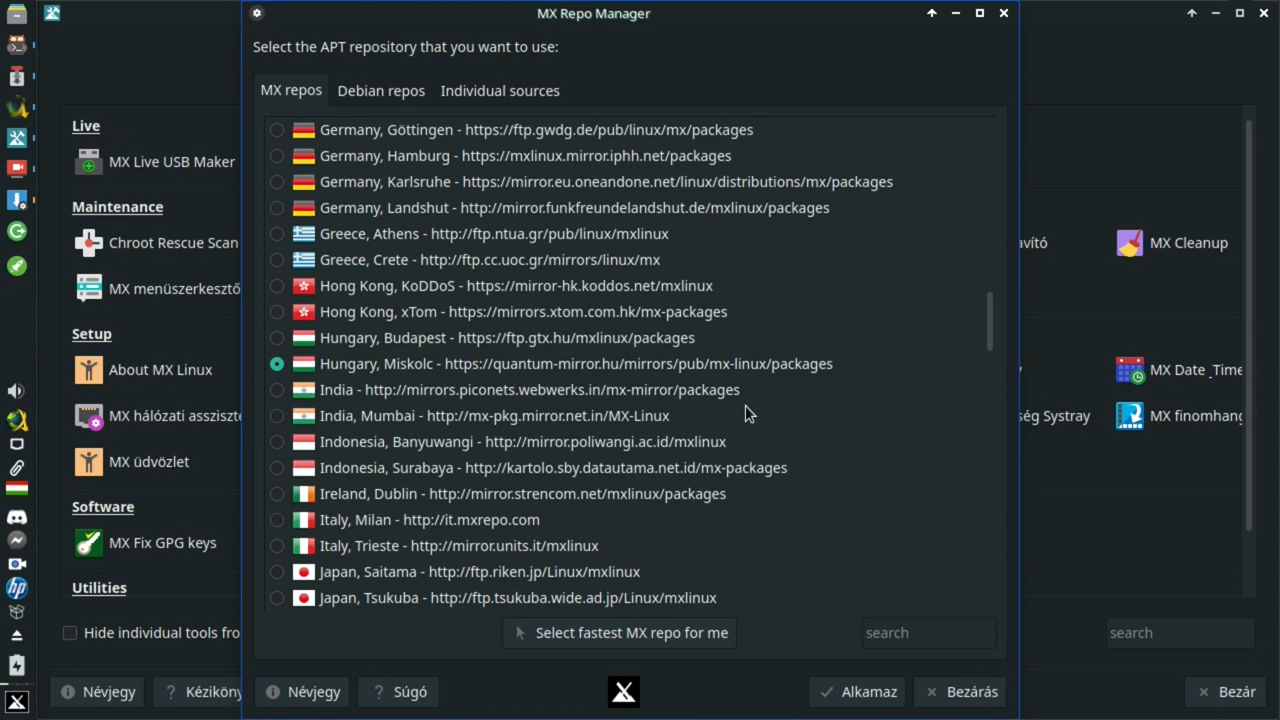 MX Repo Manager
Select the APT repository that you want to use:
MX repos
Debian repos
Individual sources
Germany, Göttingen - https://ftp.gwdg.de/pub/linux/mx/packages
Germany, Hamburg - https://mxlinux.mirror.iphh.net/packages
Germany, Karlsruhe - https://mirror.eu.oneandone.net/linux/distributions/mx/packages
Germany, Landshut - http://mirror.funkfreundelandshut.de/mxlinux/packages
Greece, Athens - http://ftp.ntua.gr/pub/linux/mxlinux
Greece, Crete - http://ftp.cc.uoc.gr/mirrors/linux/mx
Hong Kong, KoDDoS - https://mirror-hk.koddos.net/mxlinux
Hong Kong, xTom - https://mirrors.xtom.com.hk/mx-packages
Hungary, Budapest - https://ftp.gtx.hu/mxlinux/packages
Hungary, Miskolc - https://quantum-mirror.hu/mirrors/pub/mx-linux/packages
India - http://mirrors.piconets.webwerks.in/mx-mirror/packages
India, Mumbai - http://mx-pkg.mirror.net.in/MX-Linux
Indonesia, Banyuwangi - http://mirror.poliwangi.ac.id/mxlinux
Indonesia, Surabaya - http://kartolo.sby.datautama.net.id/mx-packages
Ireland, Dublin - http://mirror.strencom.net/mxlinux/packages
Italy, Milan - http://it.mxrepo.com
Italy, Trieste - http://mirror.units.it/mxlinux
Japan, Saitama - http://ftp.riken.jp/Linux/mxlinux
Japan, Tsukuba - http://ftp.tsukuba.wide.ad.jp/Linux/mxlinux
Select fastest MX repo for me
search
Névjegy
? Súgó
Alkamaz
Bezárás
Live
MX Live USB Maker
Maintenance
Chroot Rescue Scan
MX menüszerkesztő
Setup
About MX Linux
MX hálózati assziszte
MX üdvözlet
Software
MX Fix GPG keys
Utilities
Hide individual tools fro
Névjegy
? Kéziköny
avító
MX Cleanup
y
MX Date _Time
ség Systray
MX finomhang
search
Bezár
hp